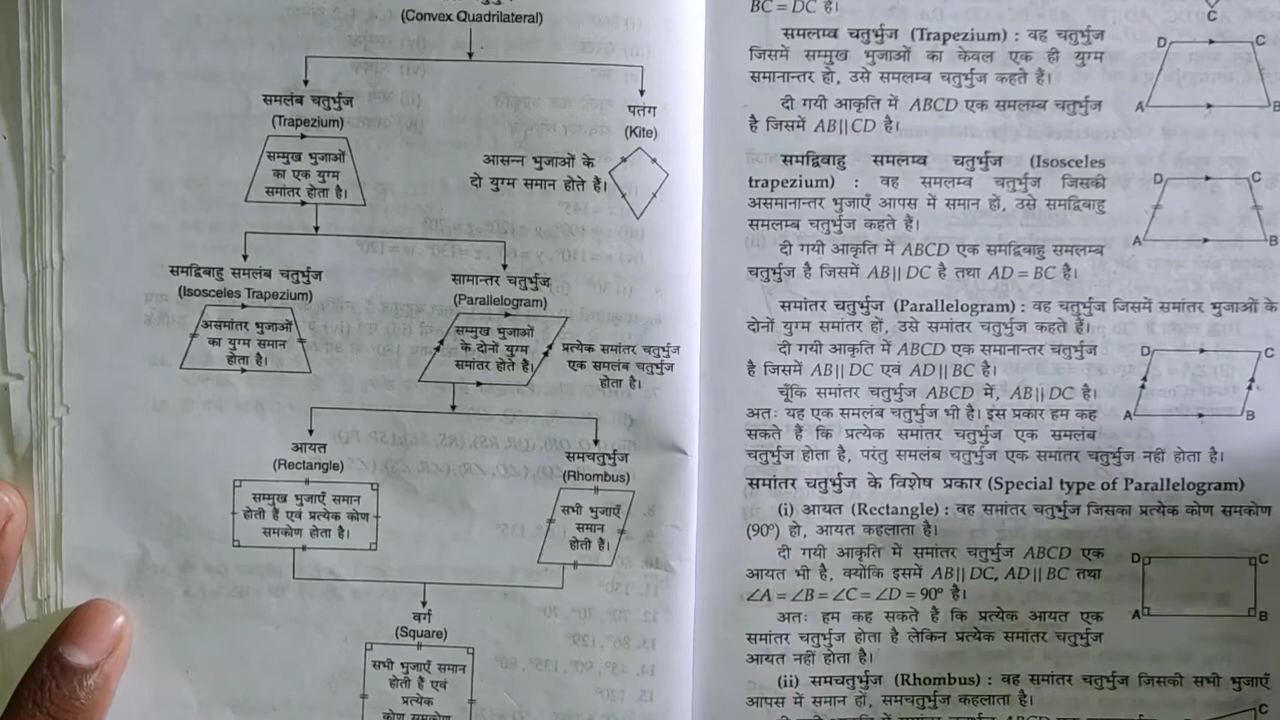 (Convex Quadrilateral)
समलंब चतुर्भुज
(Trapezium)
सम्मुख भुजाओं
का एक युग्म
समांतर होता है।
पतंग
(Kite)
आसन्न भुजाओं के
दो युग्म समान होते हैं।
समद्विबाहु समलंब चतुर्भुज
(Isosceles Trapezium)
असमांतर भुजाओं
का युग्म समान
होता है।
सामान्तर चतुर्भुज
(Parallelogram)
सम्मुख भुजाओं
के दोनों युग्म
समांतर होते हैं।
प्रत्येक समांतर चतुर्भुज
एक समलंब चतुर्भुज
होता है।
आयत
(Rectangle)
सम्मुख भुजाएँ समान
होती हैं एवं प्रत्येक कोण
समकोण होता है।
समचतुर्भुज
(Rhombus)
सभी भुजाएँ
समान
होती हैं।
वर्ग
(Square)
सभी भुजाएँ समान
होती हैं एवं
प्रत्येक
कोण समकोण
BC = DC है।
C
समलम्ब चतुर्भुज (Trapezium) : वह चतुर्भुज
जिसमें सम्मुख भुजाओं का केवल एक ही युग्म
समानान्तर हो, उसे समलम्ब चतुर्भुज कहते हैं।
दी गयी आकृति में ABCD एक समलम्ब चतुर्भुज
है जिसमें AB || CD है।
D C
A B
समद्विबाहु समलम्ब चतुर्भुज (Isosceles
trapezium) : वह समलम्ब चतुर्भुज जिसकी
असमानान्तर भुजाएँ आपस में समान हों, उसे समद्विबाहु
समलम्ब चतुर्भुज कहते हैं।
दी गयी आकृति में ABCD एक समद्विबाहु समलम्ब
चतुर्भुज है जिसमें AB || DC है तथा AD = BC है।
D C
A B
समांतर चतुर्भुज (Parallelogram) : वह चतुर्भुज जिसमें समांतर भुजाओं के
दोनों युग्म समांतर हों, उसे समांतर चतुर्भुज कहते हैं।
दी गयी आकृति में ABCD एक समानान्तर चतुर्भुज
है जिसमें AB || DC एवं AD || BC है।
चूँकि समांतर चतुर्भुज ABCD में, AB || DC है।
अतः यह एक समलंब चतुर्भुज भी है। इस प्रकार हम कह
सकते हैं कि प्रत्येक समांतर चतुर्भुज एक समलंब
चतुर्भुज होता है, परंतु समलंब चतुर्भुज एक समांतर चतुर्भुज नहीं होता है।
D C
A B
समांतर चतुर्भुज के विशेष प्रकार (Special type of Parallelogram)
(i) आयत (Rectangle) : वह समांतर चतुर्भुज जिसका प्रत्येक कोण समकोण
(90°) हो, आयत कहलाता है।
दी गयी आकृति में समांतर चतुर्भुज ABCD एक
आयत भी है, क्योंकि इसमें AB || DC, AD || BC तथा
∠A = ∠B = ∠C = ∠D = 90° है।
अतः हम कह सकते हैं कि प्रत्येक आयत एक
समांतर चतुर्भुज होता है लेकिन प्रत्येक समांतर चतुर्भुज
आयत नहीं होता है।
D C
A B
(ii) समचतुर्भुज (Rhombus) : वह समांतर चतुर्भुज जिसकी सभी भुजाएँ
आपस में समान हों, समचतुर्भुज कहलाता है।
C